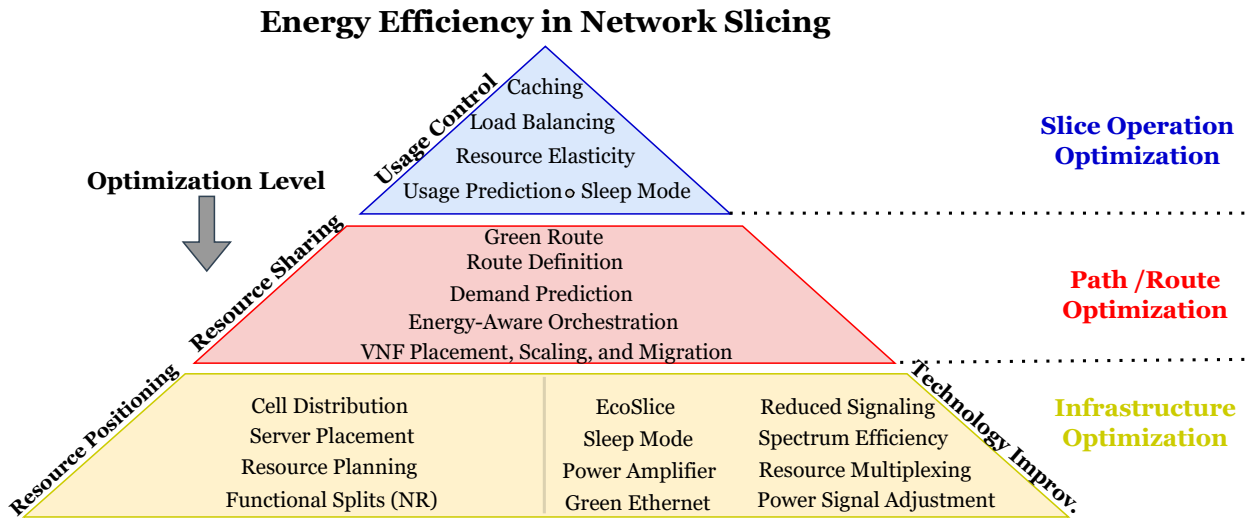 Energy Efficiency in Network Slicing
Usage Control
Caching
Load Balancing
Resource Elasticity
Usage Prediction Sleep Mode
Slice Operation
Optimization
Optimization Level
Resource Sharing
Green Route
Route Definition
Demand Prediction
Energy-Aware Orchestration
VNF Placement, Scaling, and Migration
Path /Route
Optimization
Resource Positioning
Cell Distribution
Server Placement
Resource Planning
Functional Splits (NR)
EcoSlice
Sleep Mode
Power Amplifier
Green Ethernet
Reduced Signaling
Spectrum Efficiency
Resource Multiplexing
Power Signal Adjustment
Technology Improv.
Infrastructure
Optimization